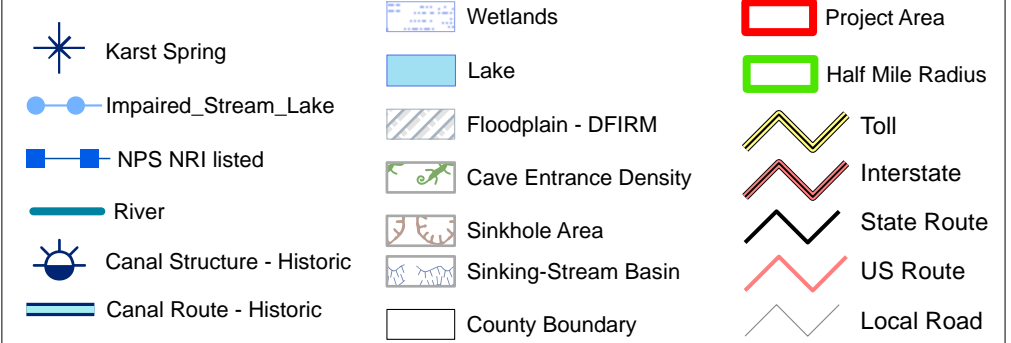 Karst Spring
Impaired_Stream_Lake
NPS NRI listed
River
Canal Structure - Historic
Canal Route - Historic
Wetlands
Lake
Floodplain - DFIRM
Cave Entrance Density
Sinkhole Area
Sinking-Stream Basin
County Boundary
Project Area
Half Mile Radius
Toll
Interstate
State Route
US Route
Local Road